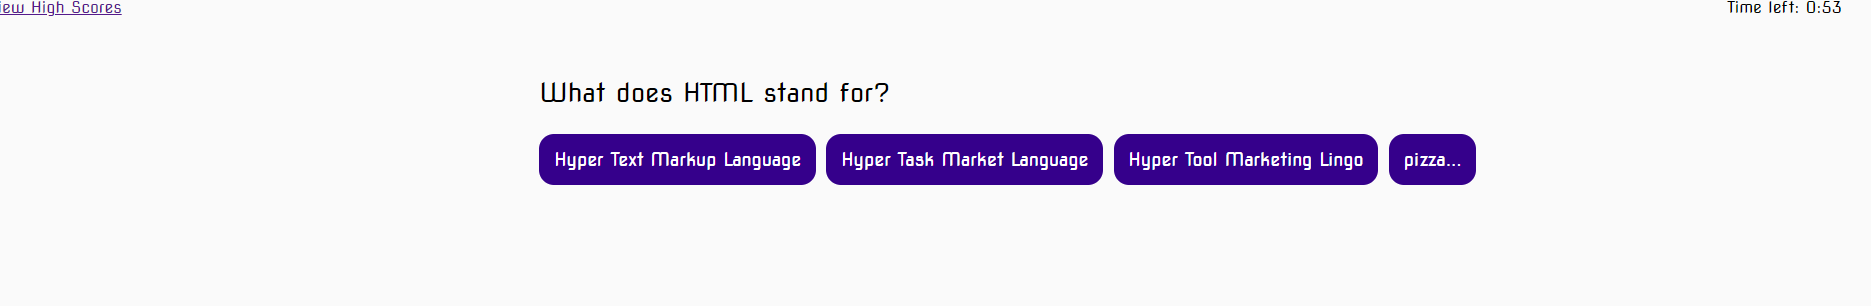 iew High Scores
Time left: 0:53
What does HTML stand for?
Hyper Text Markup Language
Hyper Task Market Language
Hyper Tool Marketing Lingo
pizza...